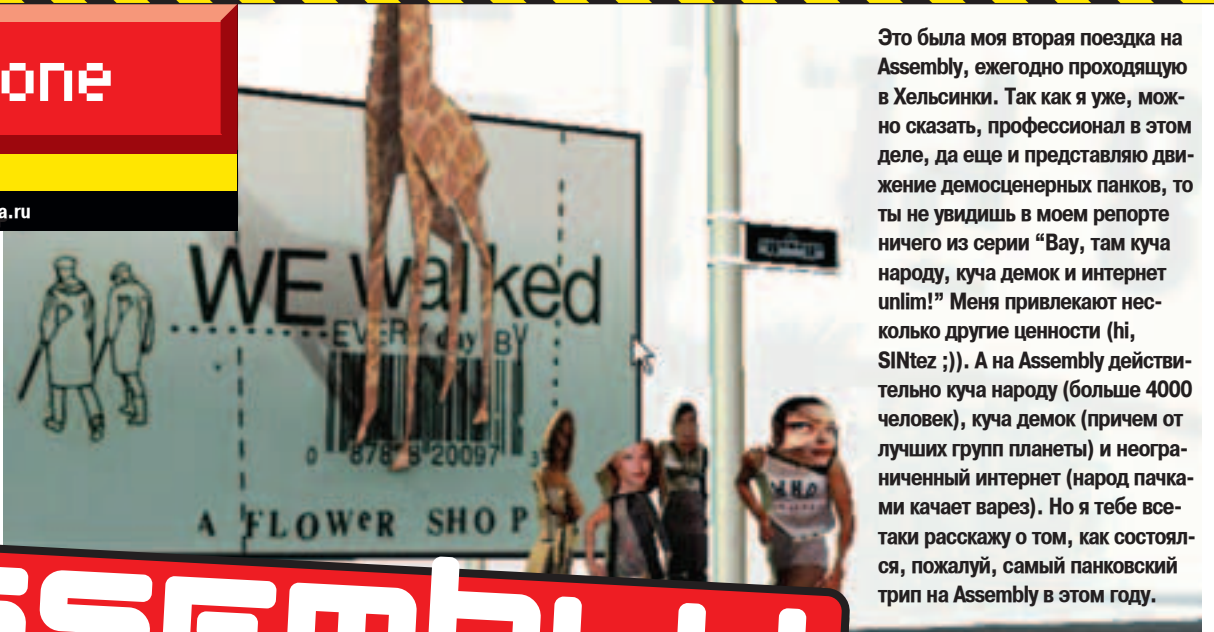 one
a.ru
WE walked
EVERY day BY
0 878 8 20097 3
A FLOWeR SHOP
W.H.O.
Это была моя вторая поездка на
Assembly, ежегодно проходящую
в Хельсинки. Так как я уже, мож-
но сказать, профессионал в этом
деле, да еще и представляю дви-
жение демосценерных панков, то
ты не увидишь в моем репорте
ничего из серии “Вау, там куча
народу, куча демок и интернет
unlim!” Меня привлекают нес-
колько другие ценности (hi,
SINtez ;)). А на Assembly действи-
тельно куча народу (больше 4000
человек), куча демок (причем от
лучших групп планеты) и неогра-
ниченный интернет (народ пачка-
ми качает варез). Но я тебе все-
таки расскажу о том, как состоял-
ся, пожалуй, самый панковский
трип на Assembly в этом году.
ssembly